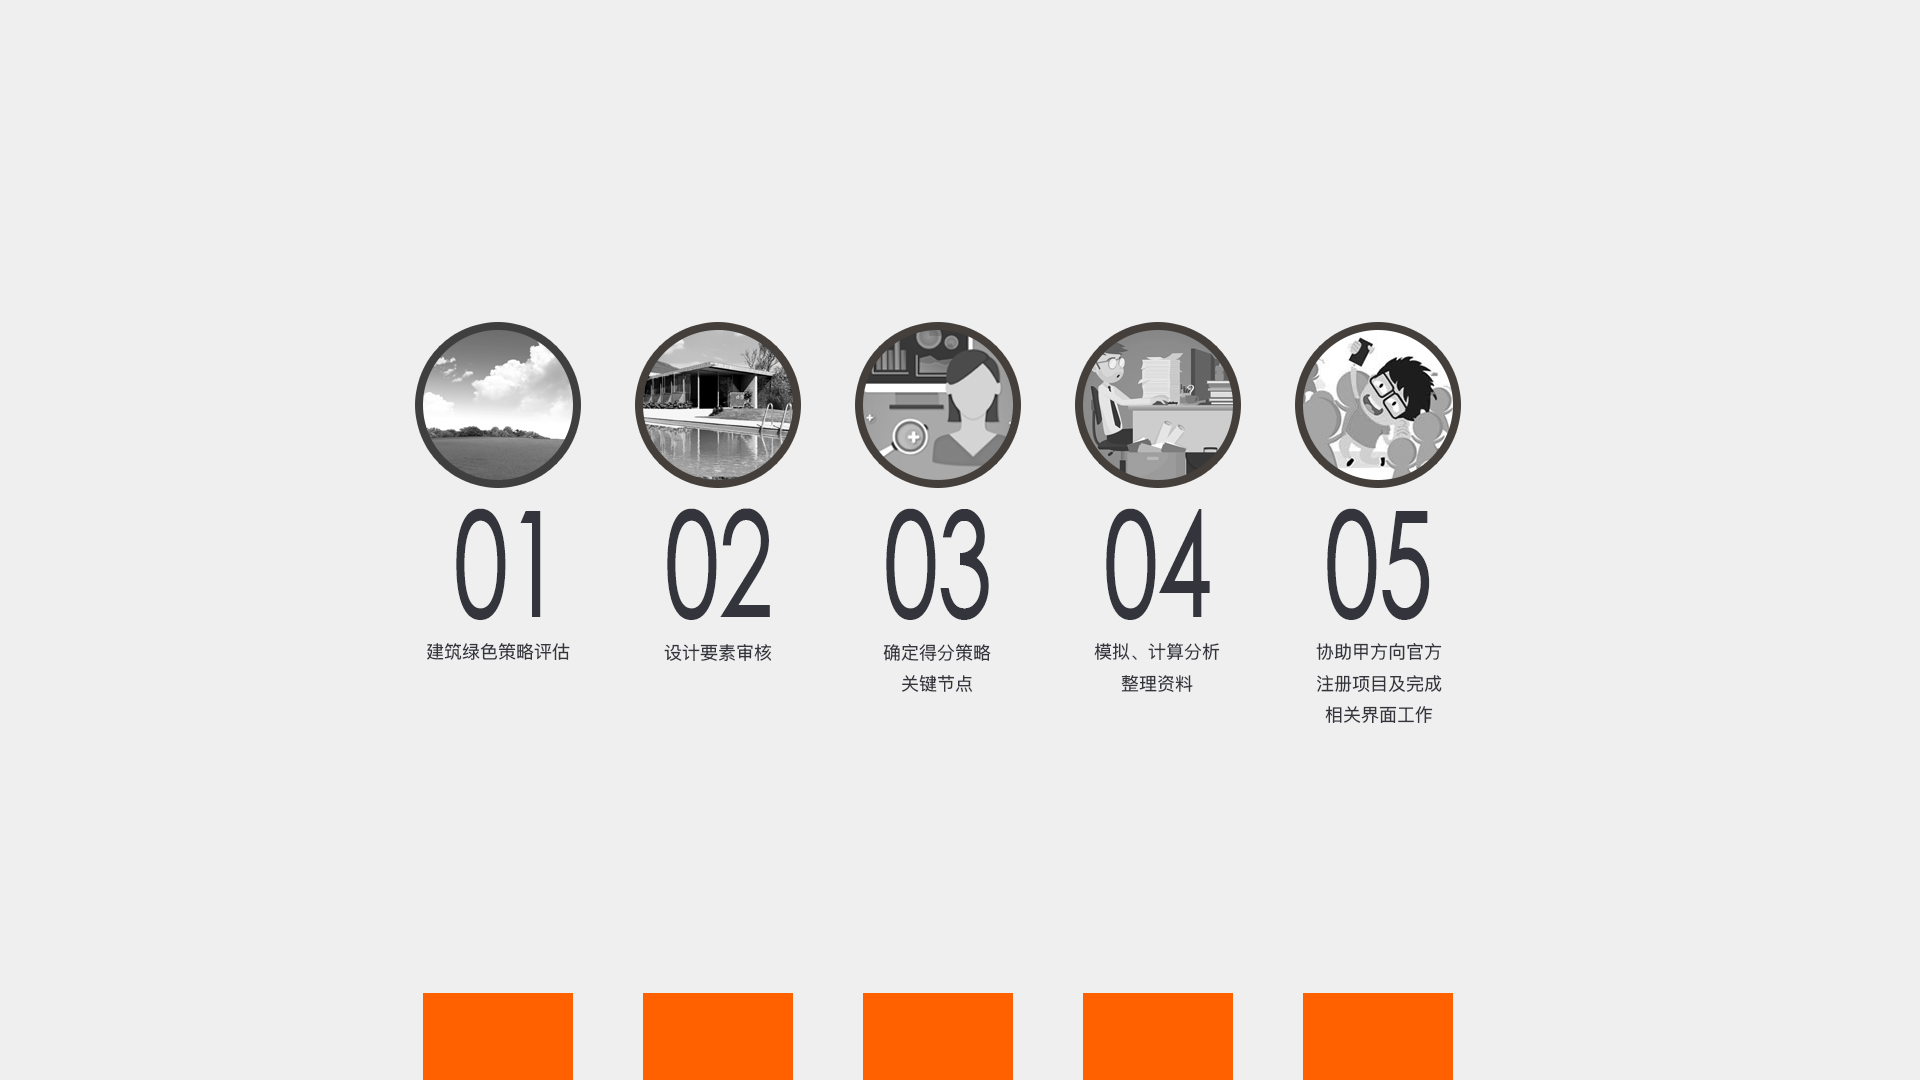 01
建筑绿色策略评估
02
设计要素审核
03
确定得分策略
关键节点
04
模拟、计算分析
整理资料
05
协助甲方向官方
注册项目及完成
相关界面工作